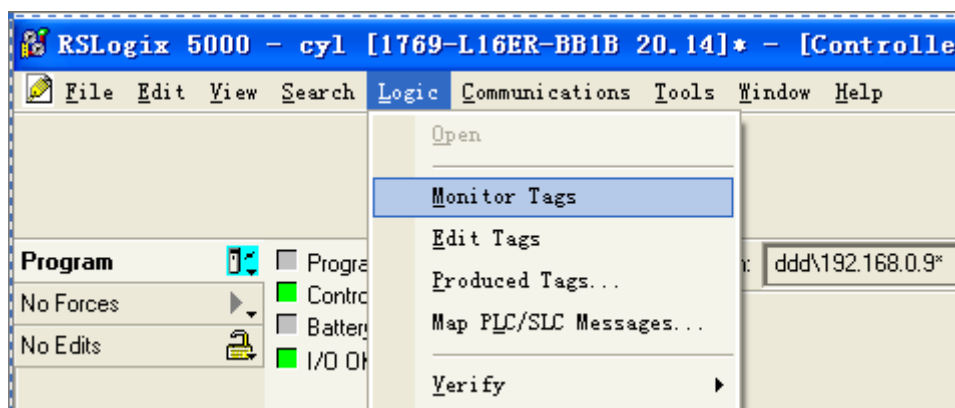 RSLogix 5000 - cyl [1769-L16ER-BB1B 20.14]* - [Controlle
File Edit View Search Logic Communications Tools Window Help
Open
Monitor Tags
Edit Tags
Produced Tags...
Map PLC/SLC Messages...
Verify
Program
No Forces
No Edits
Progra
Contro
Battery
I/O OK
ddd\192.168.0.9*